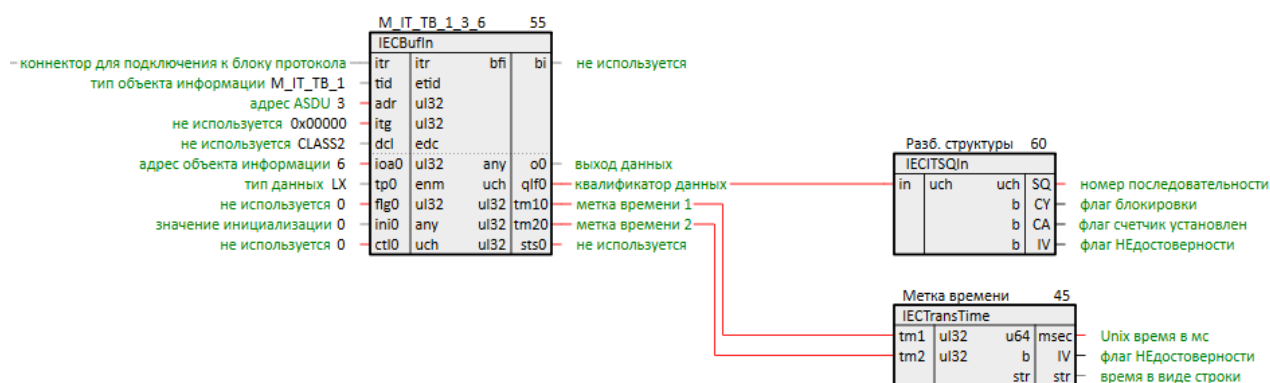 M_IT_TB_1_3_6 55
IECBufIn
коннектор для подключения к блоку протокола itr itr bfi bi не используется
тип объекта информации M_IT_TB_1 tid etid
адрес ASDU 3 adr ul32
не используется 0x00000 itg ul32
не используется CLASS2 dcl edc
адрес объекта информации 6 ioa0 ul32 any o0 выход данных
тип данных LX tp0 enm uch qlf0 квалификатор данных
не используется 0 flg0 ul32 ul32 tm10 метка времени 1
значение инициализации 0 ini0 any ul32 tm20 метка времени 2
не используется 0 ctl0 uch ul32 sts0 не используется
Разб. структуры 60
IECITSQIn
in uch uch SQ номер последовательности
b CY флаг блокировки
b CA флаг счетчик установлен
b IV флаг НЕдостоверности
Метка времени 45
IECTransTime
tm1 ul32 u64 msec Unix время в мс
tm2 ul32 b IV флаг НЕдостоверности
str str время в виде строки